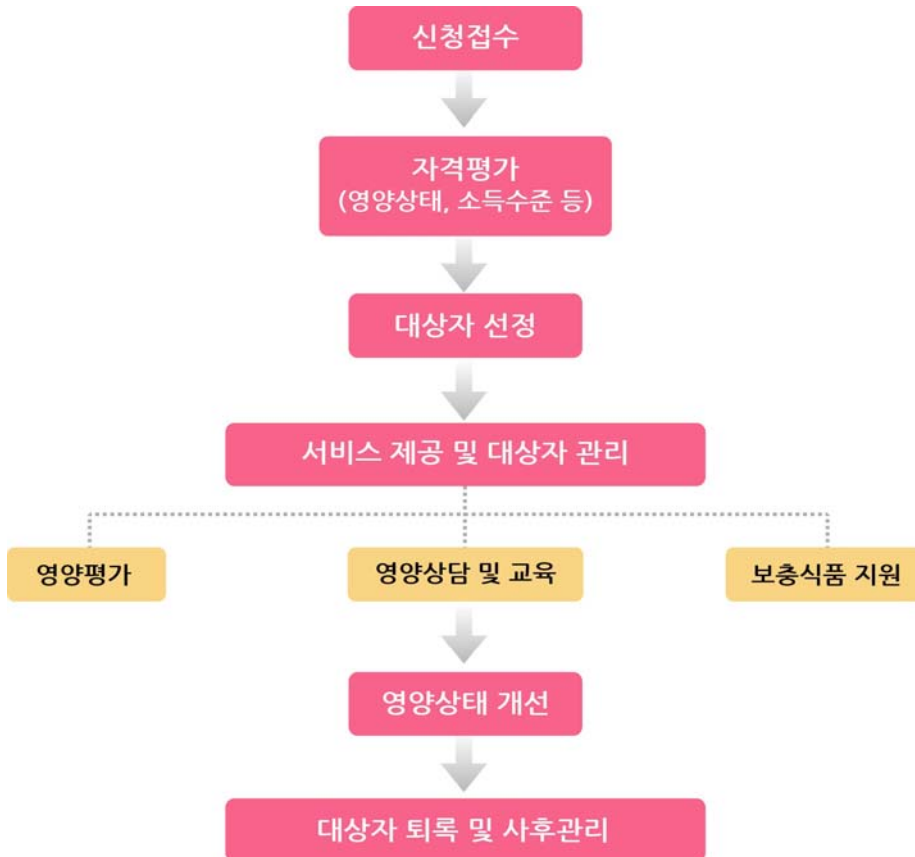 신청접수
자격평가
(영양상태, 소득수준 등)
대상자 선정
서비스 제공 및 대상자 관리
영양평가
영양상담 및 교육
보충식품 지원
영양상태 개선
대상자 퇴록 및 사후관리